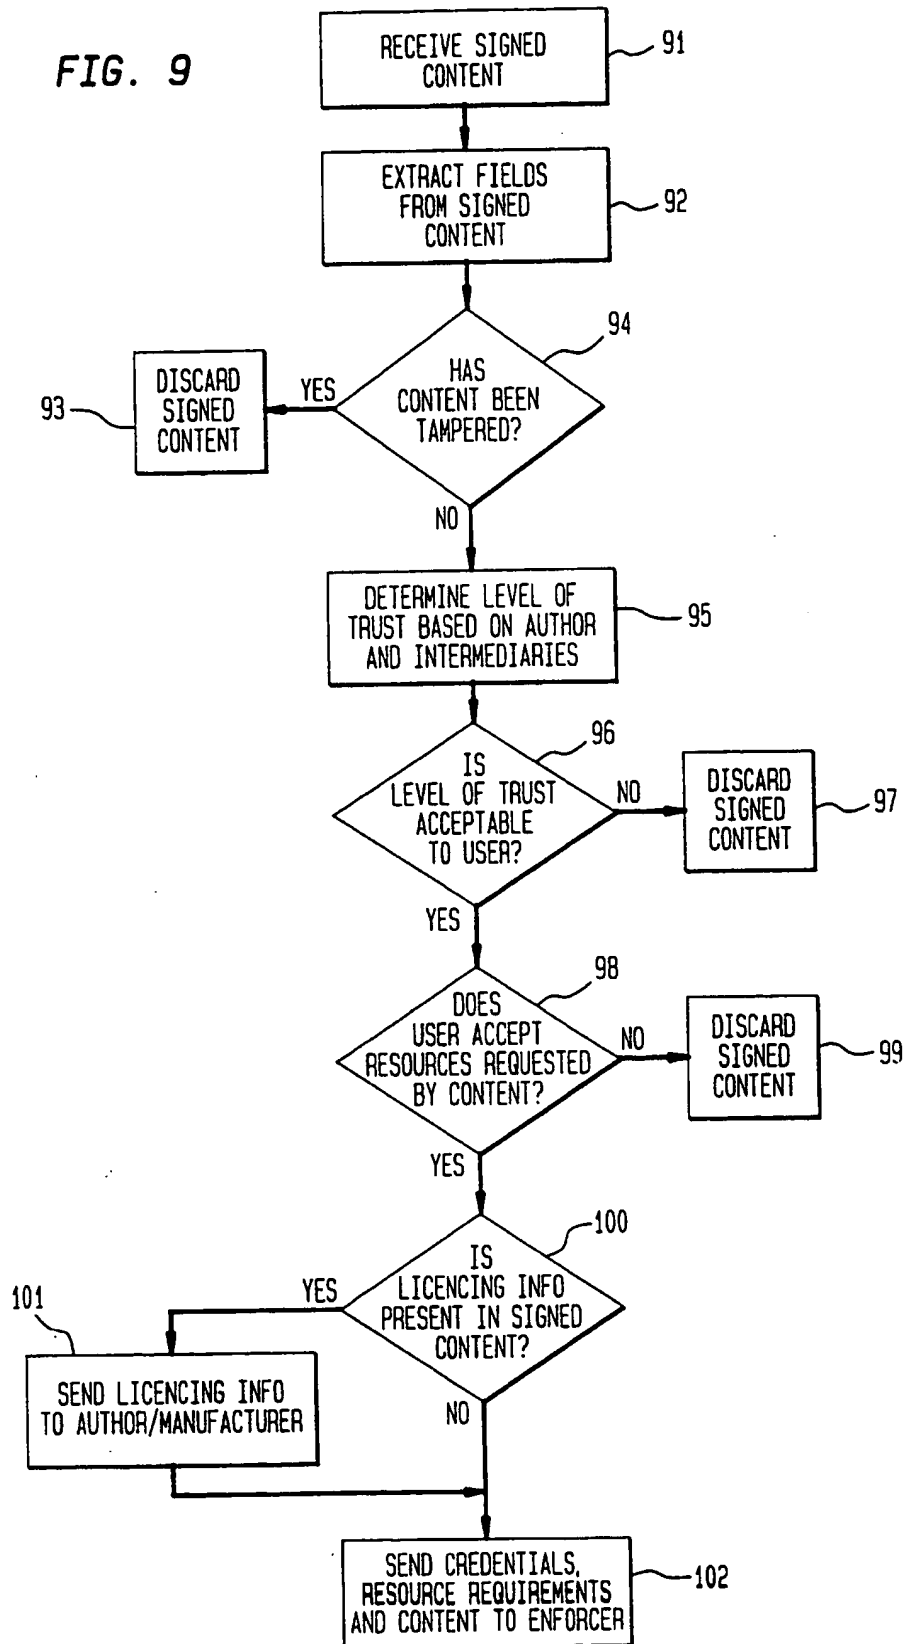 FIG. 9
RECEIVE SIGNED
CONTENT
91
EXTRACT FIELDS
FROM SIGNED
CONTENT
92
94
HAS
CONTENT BEEN
TAMPERED?
YES
DISCARD
SIGNED
CONTENT
93
NO
DETERMINE LEVEL OF
TRUST BASED ON AUTHOR
AND INTERMEDIARIES
95
96
IS
LEVEL OF TRUST
ACCEPTABLE
TO USER?
NO
DISCARD
SIGNED
CONTENT
97
YES
98
DOES
USER ACCEPT
RESOURCES REQUESTED
BY CONTENT?
NO
DISCARD
SIGNED
CONTENT
99
YES
100
IS
LICENCING INFO
PRESENT IN SIGNED
CONTENT?
YES
101
SEND LICENCING INFO
TO AUTHOR/MANUFACTURER
NO
SEND CREDENTIALS,
RESOURCE REQUIREMENTS
AND CONTENT TO ENFORCER
102